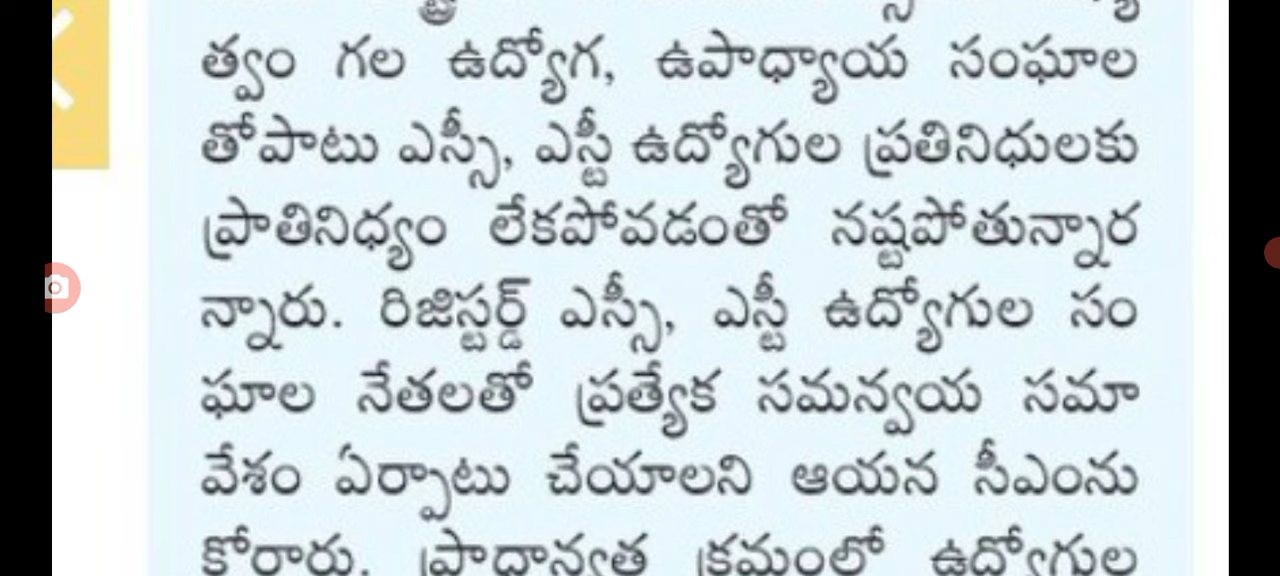 త్వం గల ఉద్యోగ, ఉపాధ్యాయ సంఘాల
తోపాటు ఎస్సీ, ఎస్టీ ఉద్యోగుల ప్రతినిధులకు
ప్రాతినిధ్యం లేకపోవడంతో నష్టపోతున్నార
న్నారు. రిజిస్టర్డ్ ఎస్సీ, ఎస్టీ ఉద్యోగుల సం
ఘాల నేతలతో ప్రత్యేక సమన్వయ సమా
వేశం ఏర్పాటు చేయాలని ఆయన సీఎంను
కోరారు. ప్రాధాన్యత క్రమంలో ఉద్యోగుల